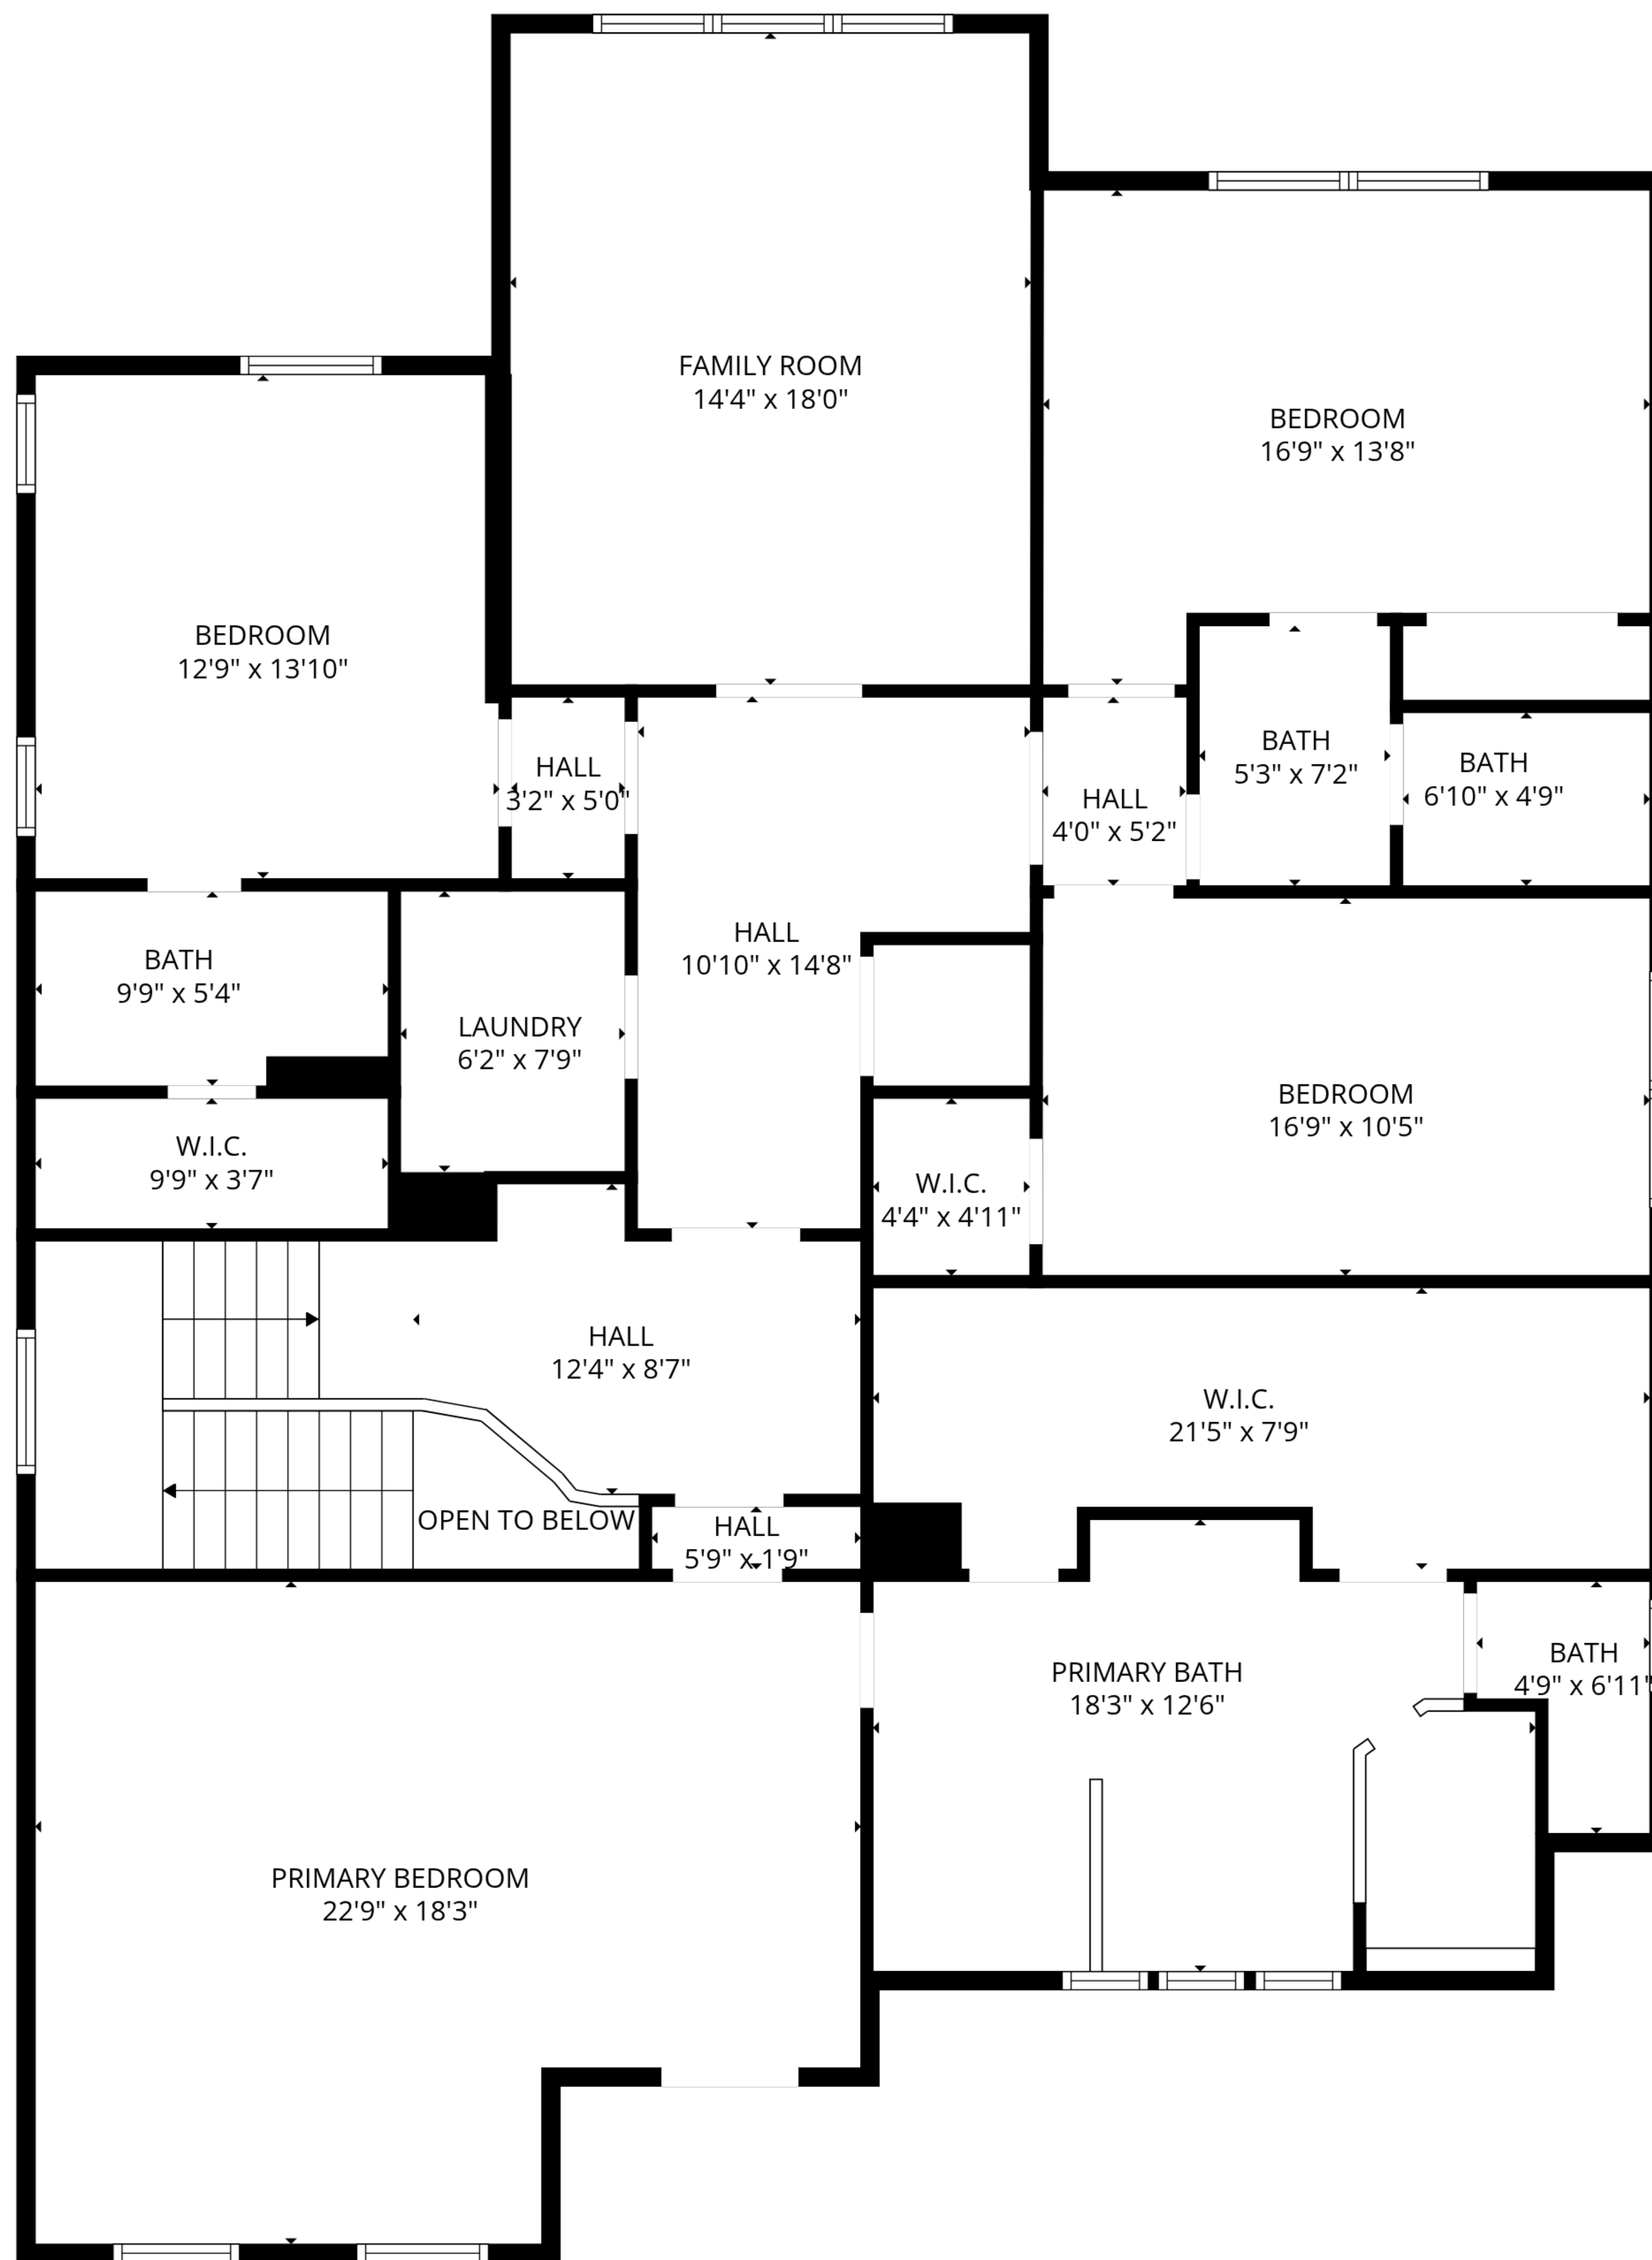 FAMILY ROOM
14'4" x 18'0"
BEDROOM
16'9" x 13'8"
BEDROOM
12'9" x 13'10"
HALL
3'2" x 5'0"
BATH
5'3" x 7'2"
BATH
6'10" x 4'9"
HALL
4'0" x 5'2"
HALL
10'10" x 14'8"
BATH
9'9" x 5'4"
LAUNDRY
6'2" x 7'9"
BEDROOM
16'9" x 10'5"
W.I.C.
9'9" x 3'7"
W.I.C.
4'4" x 4'11"
HALL
12'4" x 8'7"
W.I.C.
21'5" x 7'9"
OPEN TO BELOW
HALL
5'9" x 1'9"
PRIMARY BATH
18'3" x 12'6"
BATH
4'9" x 6'11"
PRIMARY BEDROOM
22'9" x 18'3"